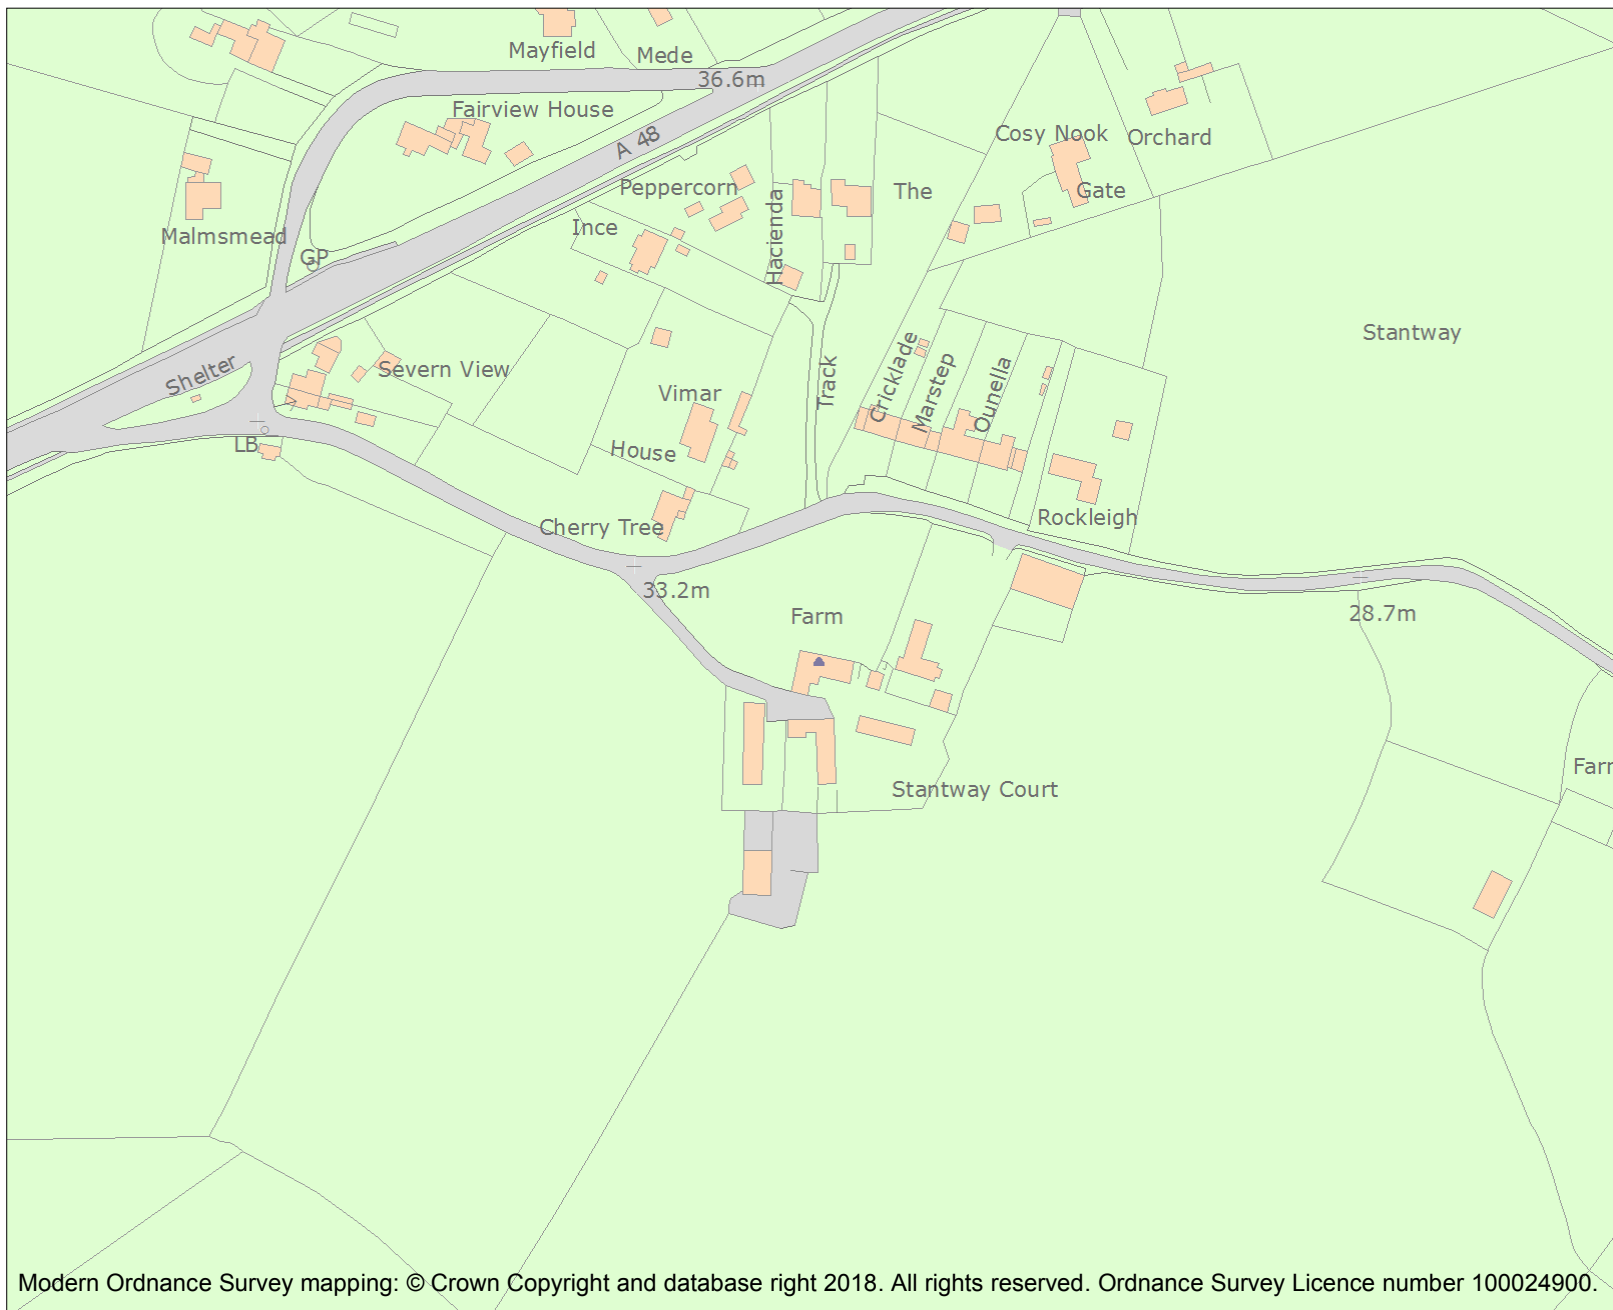 Mayfield
Mede
36.6m
Fairview House
A 48
Cosy Nook
Orchard
Peppercorn
The
Gate
Hacienda
Malmsmead
Ince
GP
Stantway
Shelter
Severn View
Track
Cricklade
Marstep
Ounella
Vimar
LB
House
Cherry Tree
Rockleigh
33.2m
Farm
28.7m
Stantway Court
Modern Ordnance Survey mapping: © Crown Copyright and database right 2018. All rights reserved. Ordnance Survey Licence number 100024900.